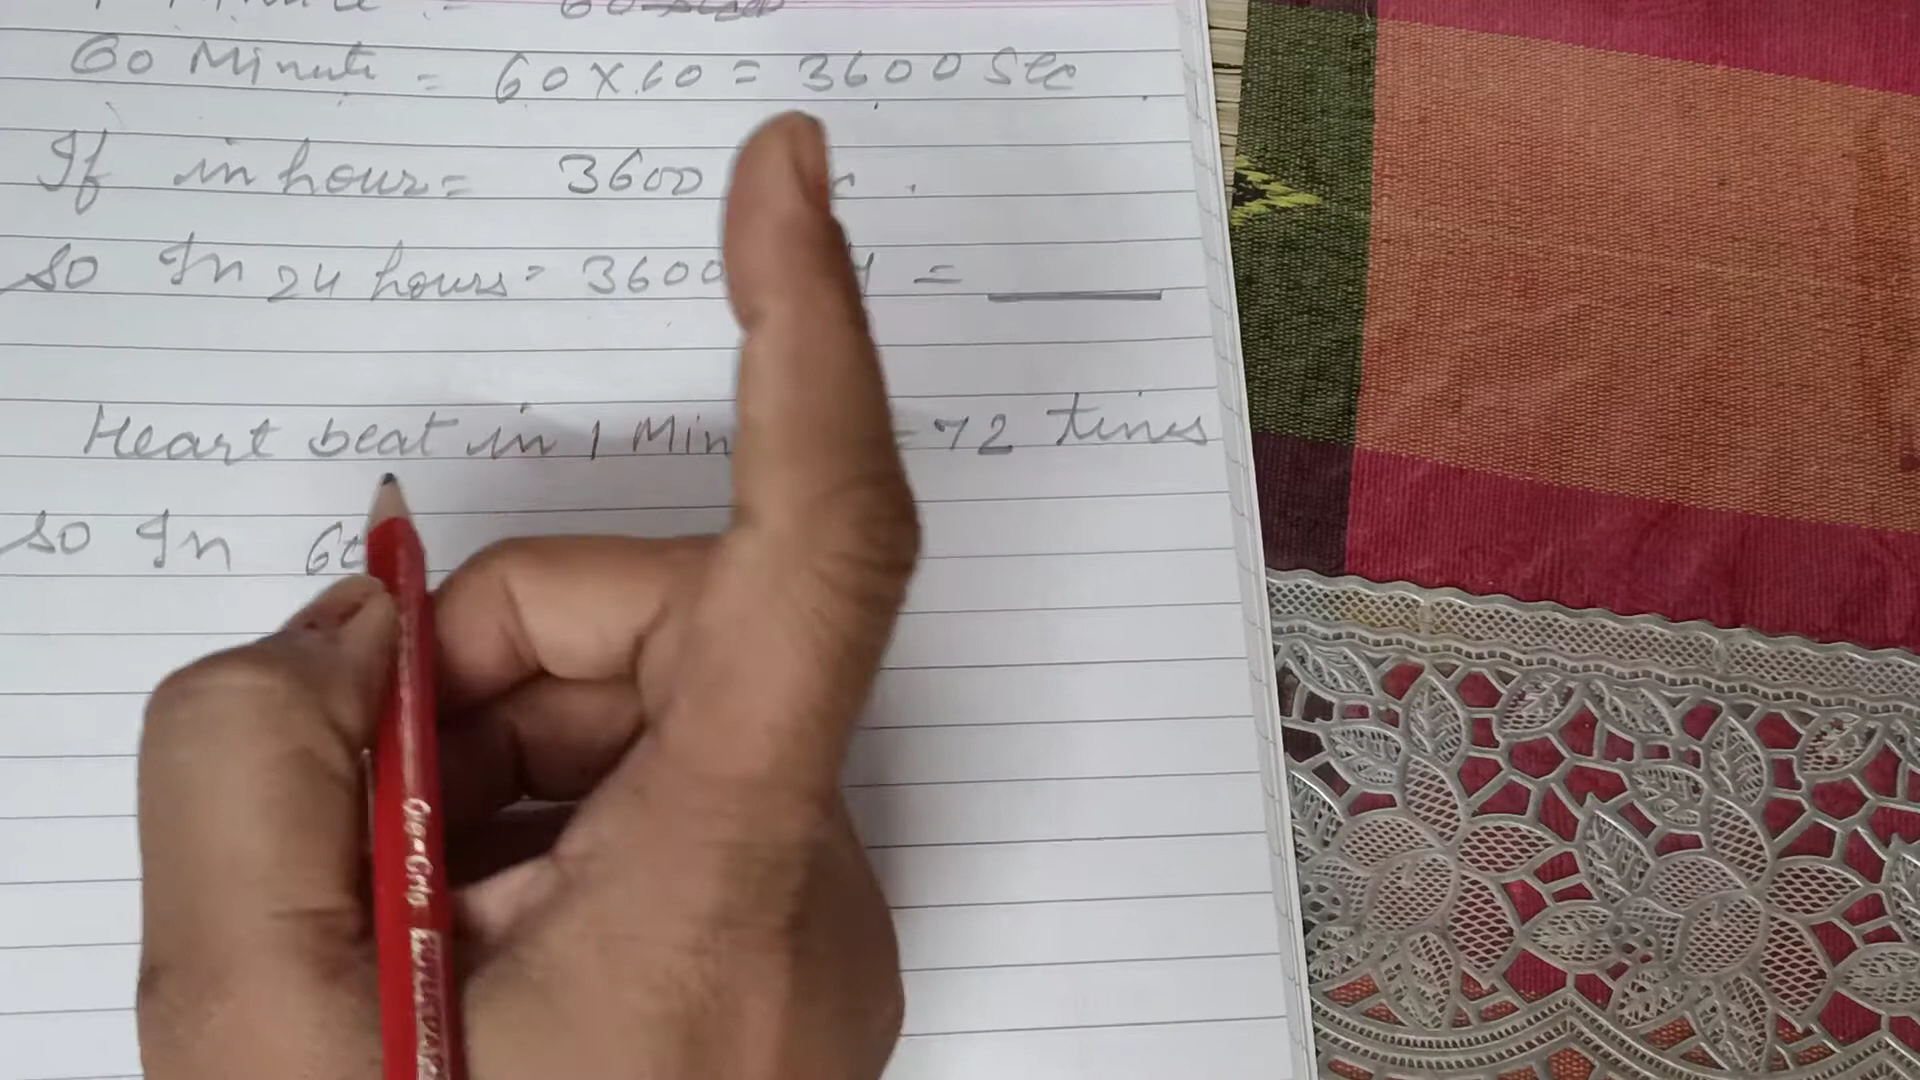 60 Minute = 60 x 60 = 3600 Sec
If in hour = 3600
So In 24 hours = 3600 =
Heart beat in 1 Min = 72 times
So In 60